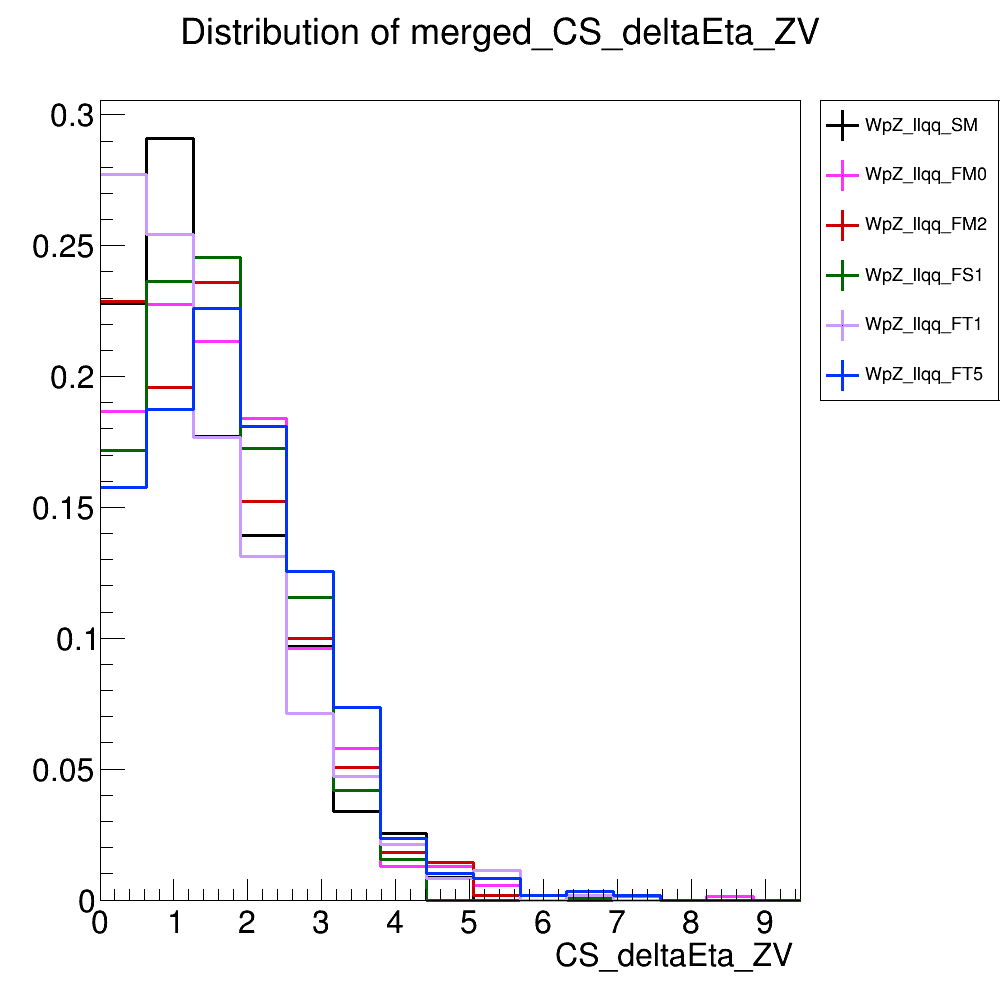 Distribution of merged_CS_deltaEta_ZV
WpZ_llqq_SM
WpZ_llqq_FM0
WpZ_llqq_FM2
WpZ_llqq_FS1
WpZ_llqq_FT1
WpZ_llqq_FT5
0.3
0.25
0.2
0.15
0.1
0.05
0
0 1 2 3 4 5 6 7 8 9
CS_deltaEta_ZV